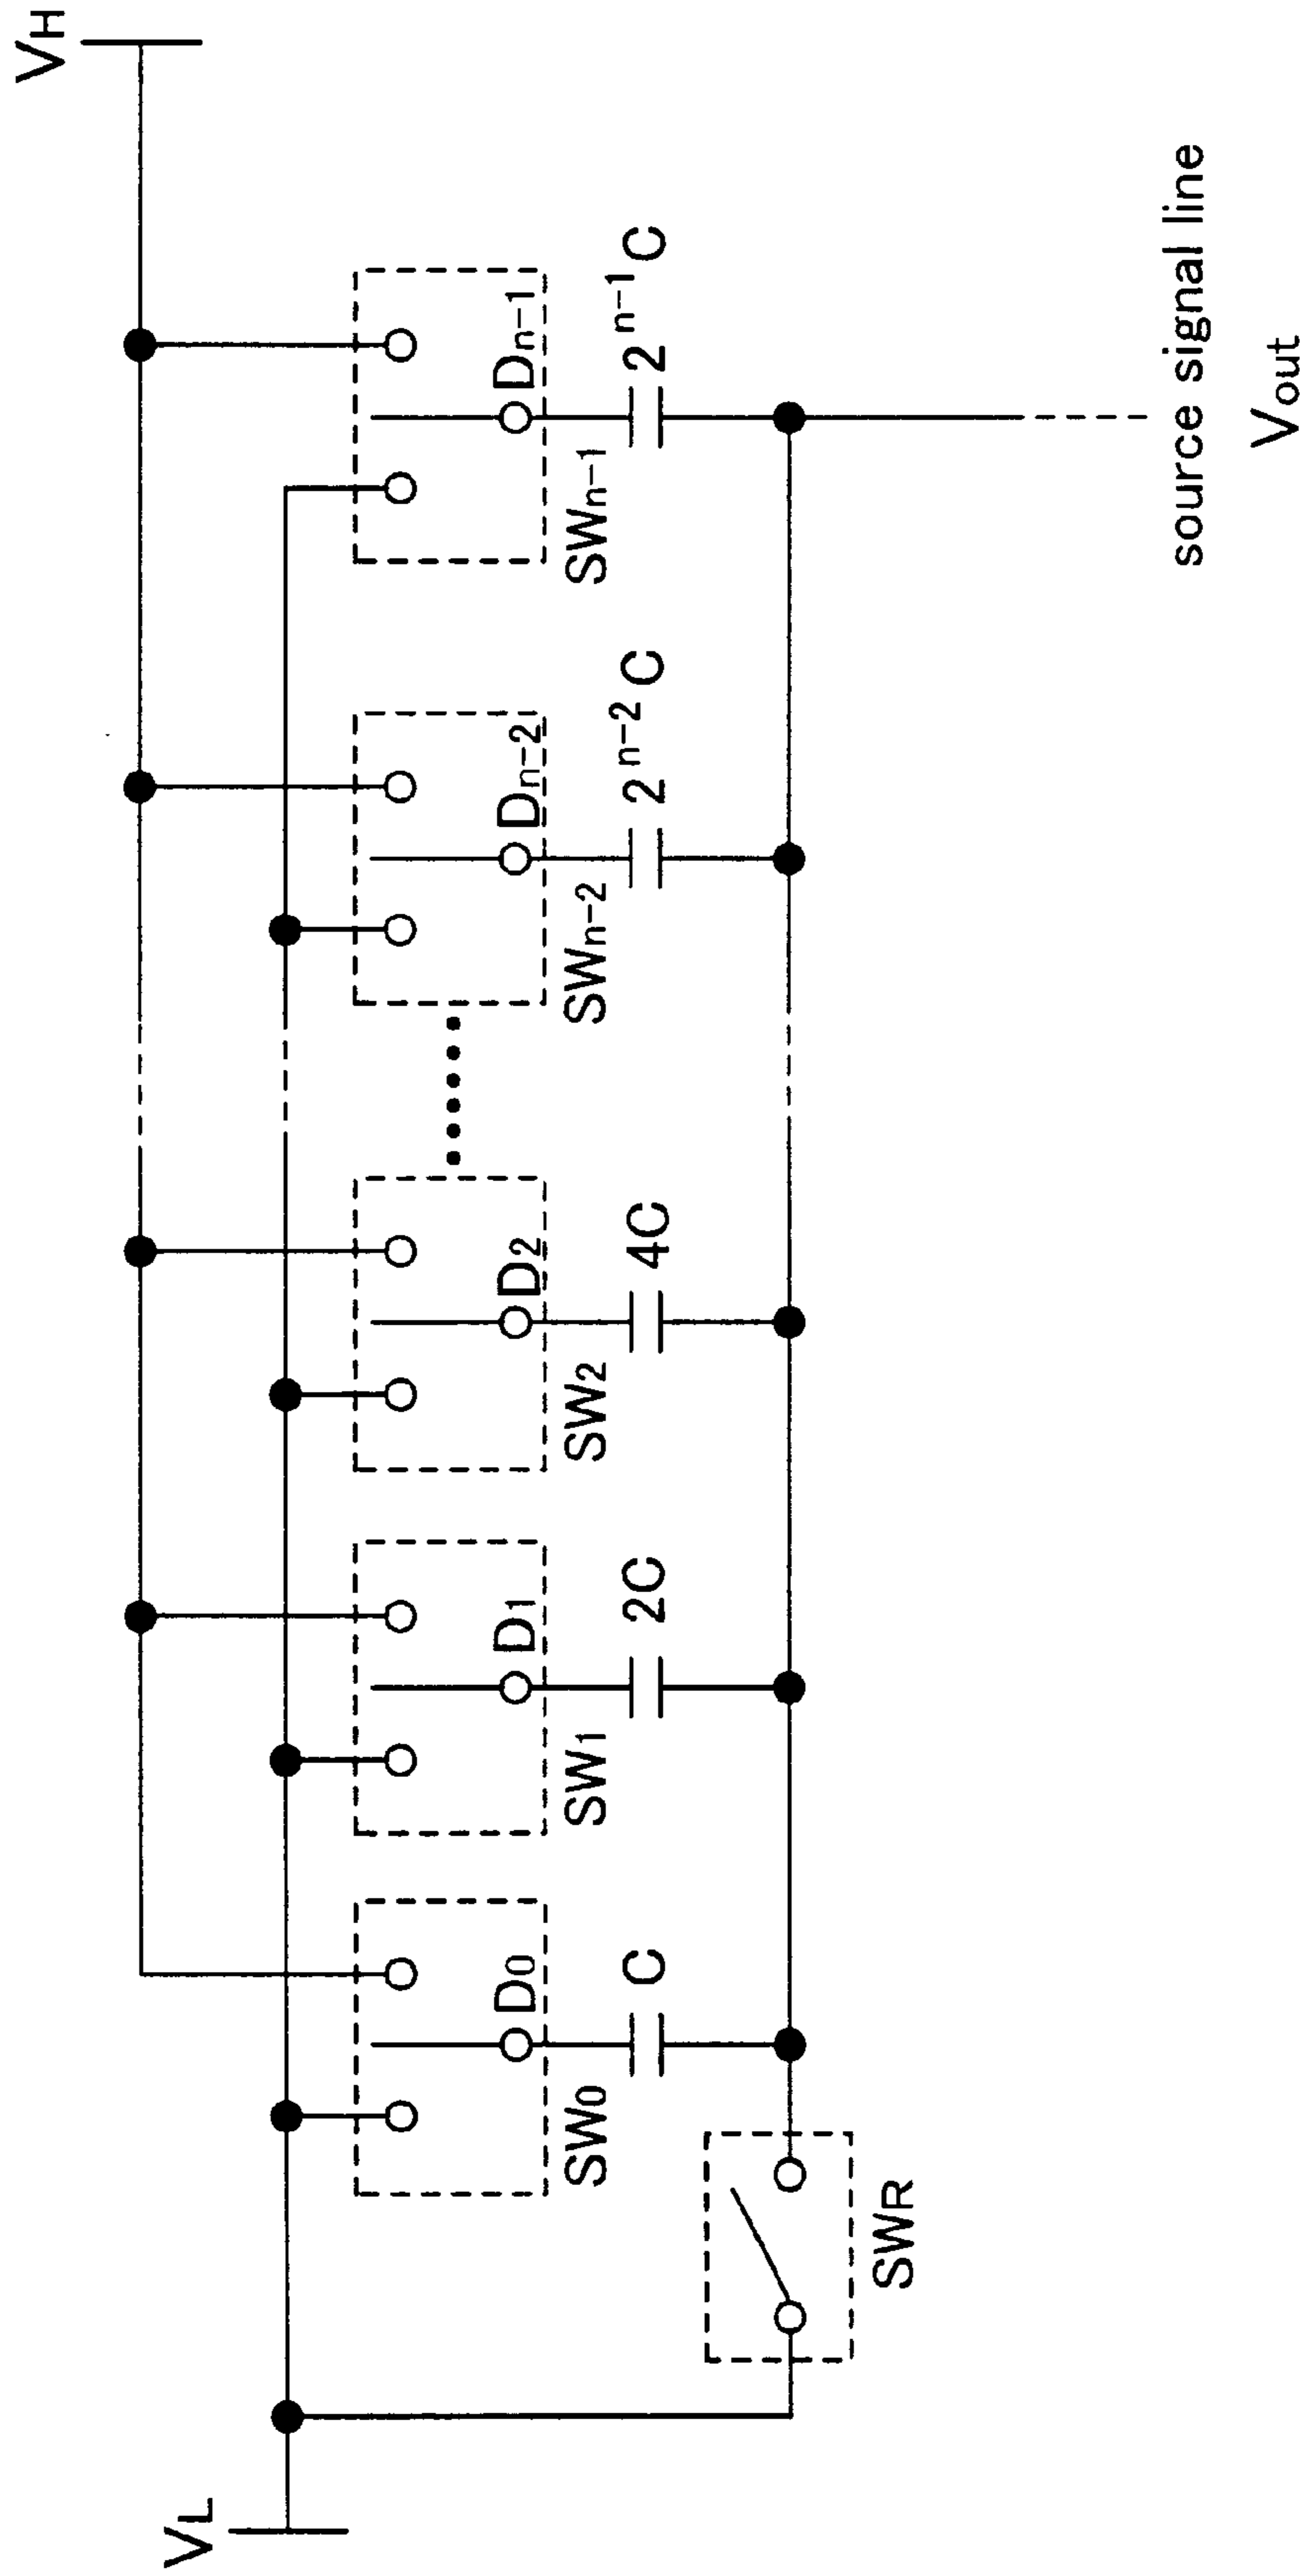 VH
VL
D0
D1
D2
Dn-2
Dn-1
SW0
SW1
SW2
SWn-2
SWn-1
C
2C
4C
2ⁿ⁻²C
2ⁿ⁻¹C
SWR
source signal line
Vout